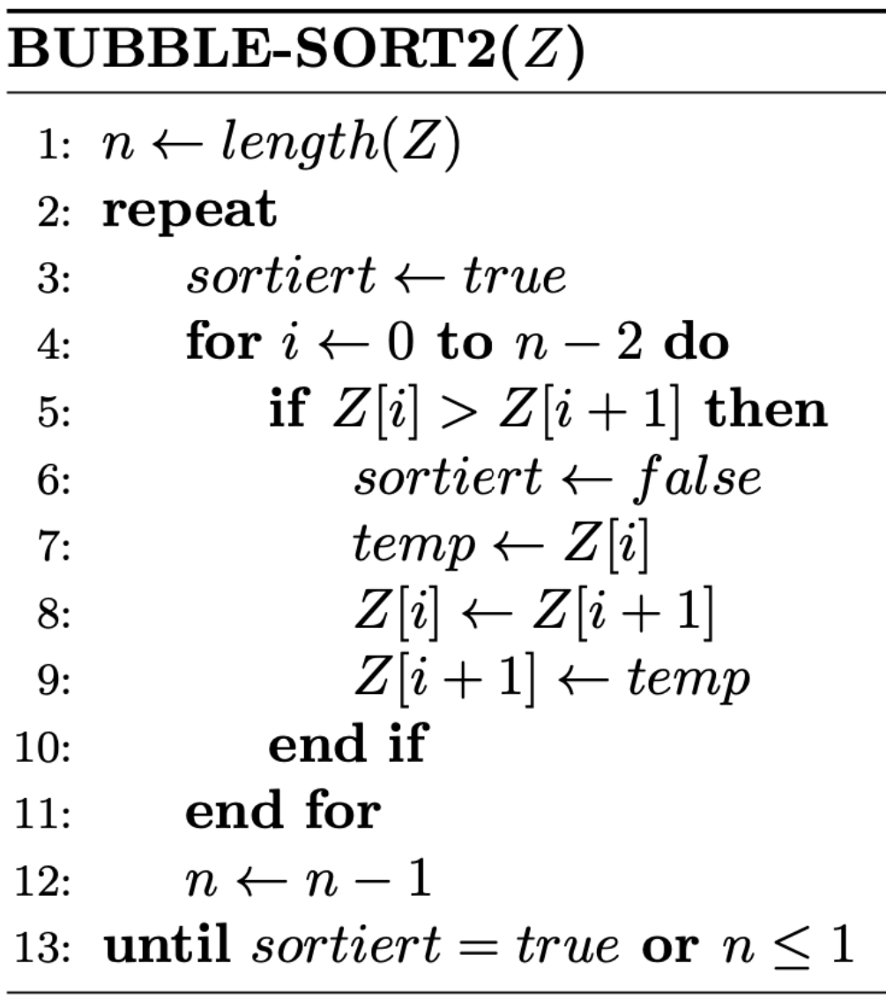 BUBBLE-SORT2(Z)
1: n ← length(Z)
2: repeat
3: sortiert ← true
4: for i ← 0 to n − 2 do
5: if Z[i] > Z[i + 1] then
6: sortiert ← false
7: temp ← Z[i]
8: Z[i] ← Z[i + 1]
9: Z[i + 1] ← temp
10: end if
11: end for
12: n ← n − 1
13: until sortiert = true or n ≤ 1